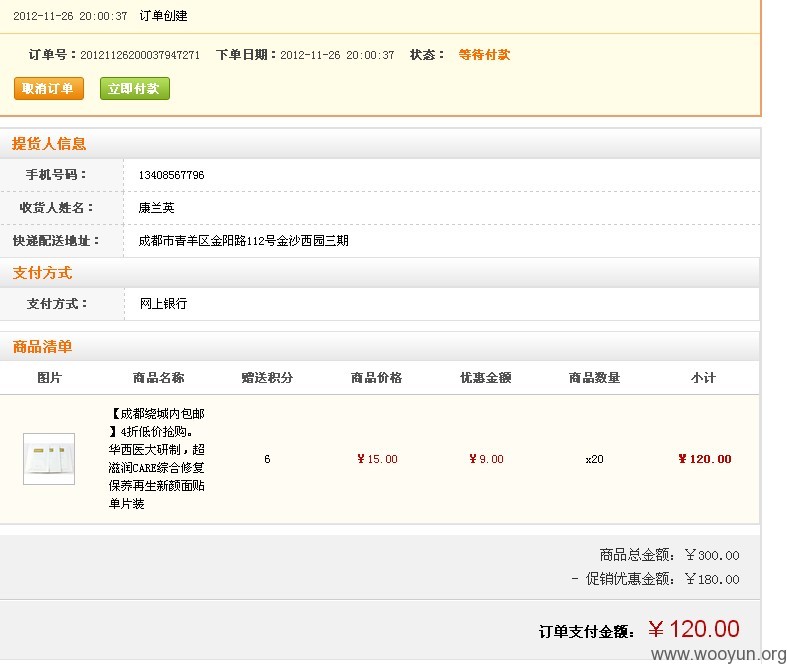 2012-11-26 20:00:37 订单创建
订单号：20121126200037947271 下单日期：2012-11-26 20:00:37 状态： 等待付款
取消订单 立即付款
提货人信息
手机号码： 13408567796
收货人姓名： 康兰英
快递配送地址： 成都市青羊区金阳路112号金沙西园三期
支付方式
支付方式： 网上银行
商品清单
图片 商品名称 赠送积分 商品价格 优惠金额 商品数量 小计
【成都绕城内包邮
】4折低价抢购。
华西医大研制，超
滋润CARE综合修复
保养再生新颜面贴
单片装
6 ￥15.00 ￥9.00 x20 ￥120.00
商品总金额：￥300.00
- 促销优惠金额：￥180.00
订单支付金额：￥120.00
www.wooyun.org